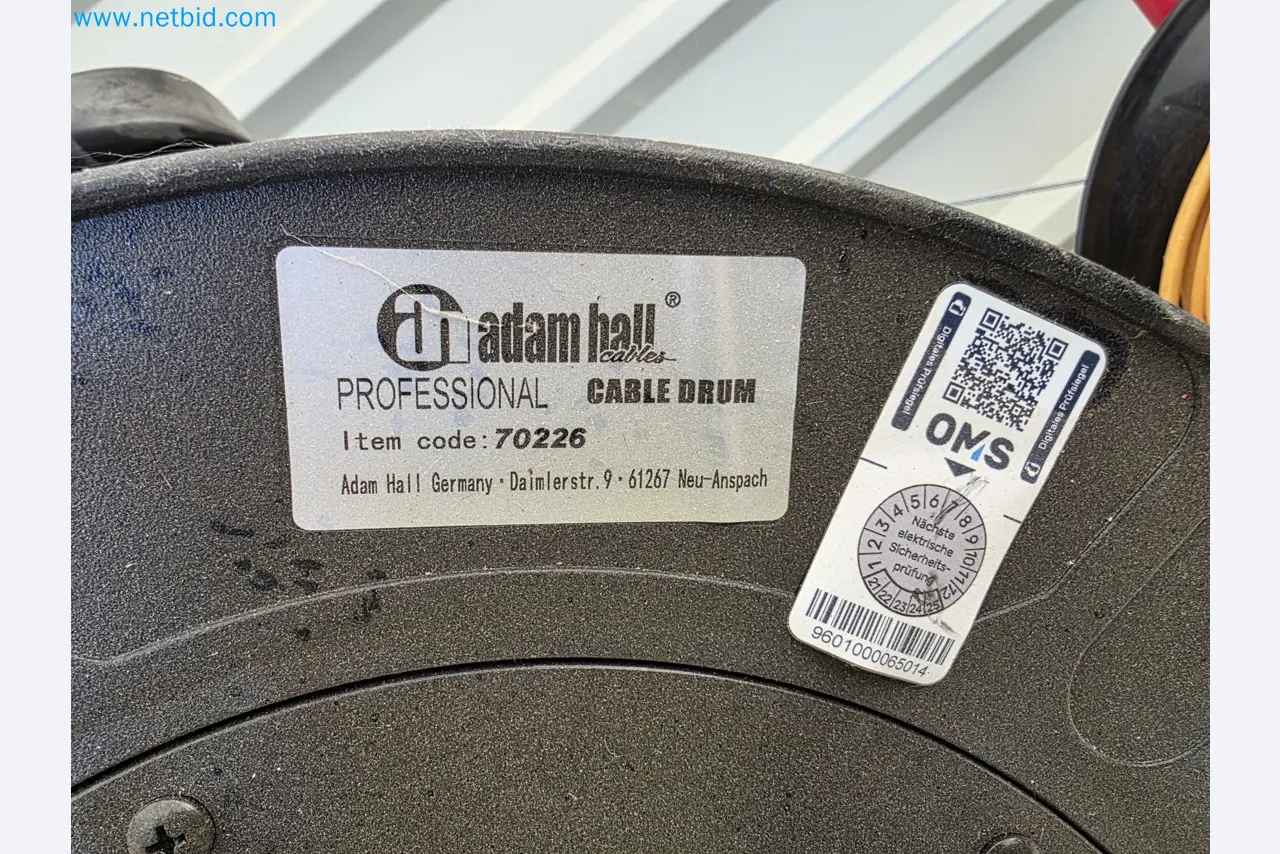 www.netbid.com
adam hall®
cables
PROFESSIONAL CABLE DRUM
Item code: 70226
Adam Hall Germany · Daimlerstr. 9 · 61267 Neu-Anspach
Digitales Prüfsiegel
Digitales Prüfsiegel
OMS
1 2 3 4 5 6 7 8 9 10 11 12
Nächste
elektrische
Sicherheits-
prüfung
21 22 23 24 25
9601000065014